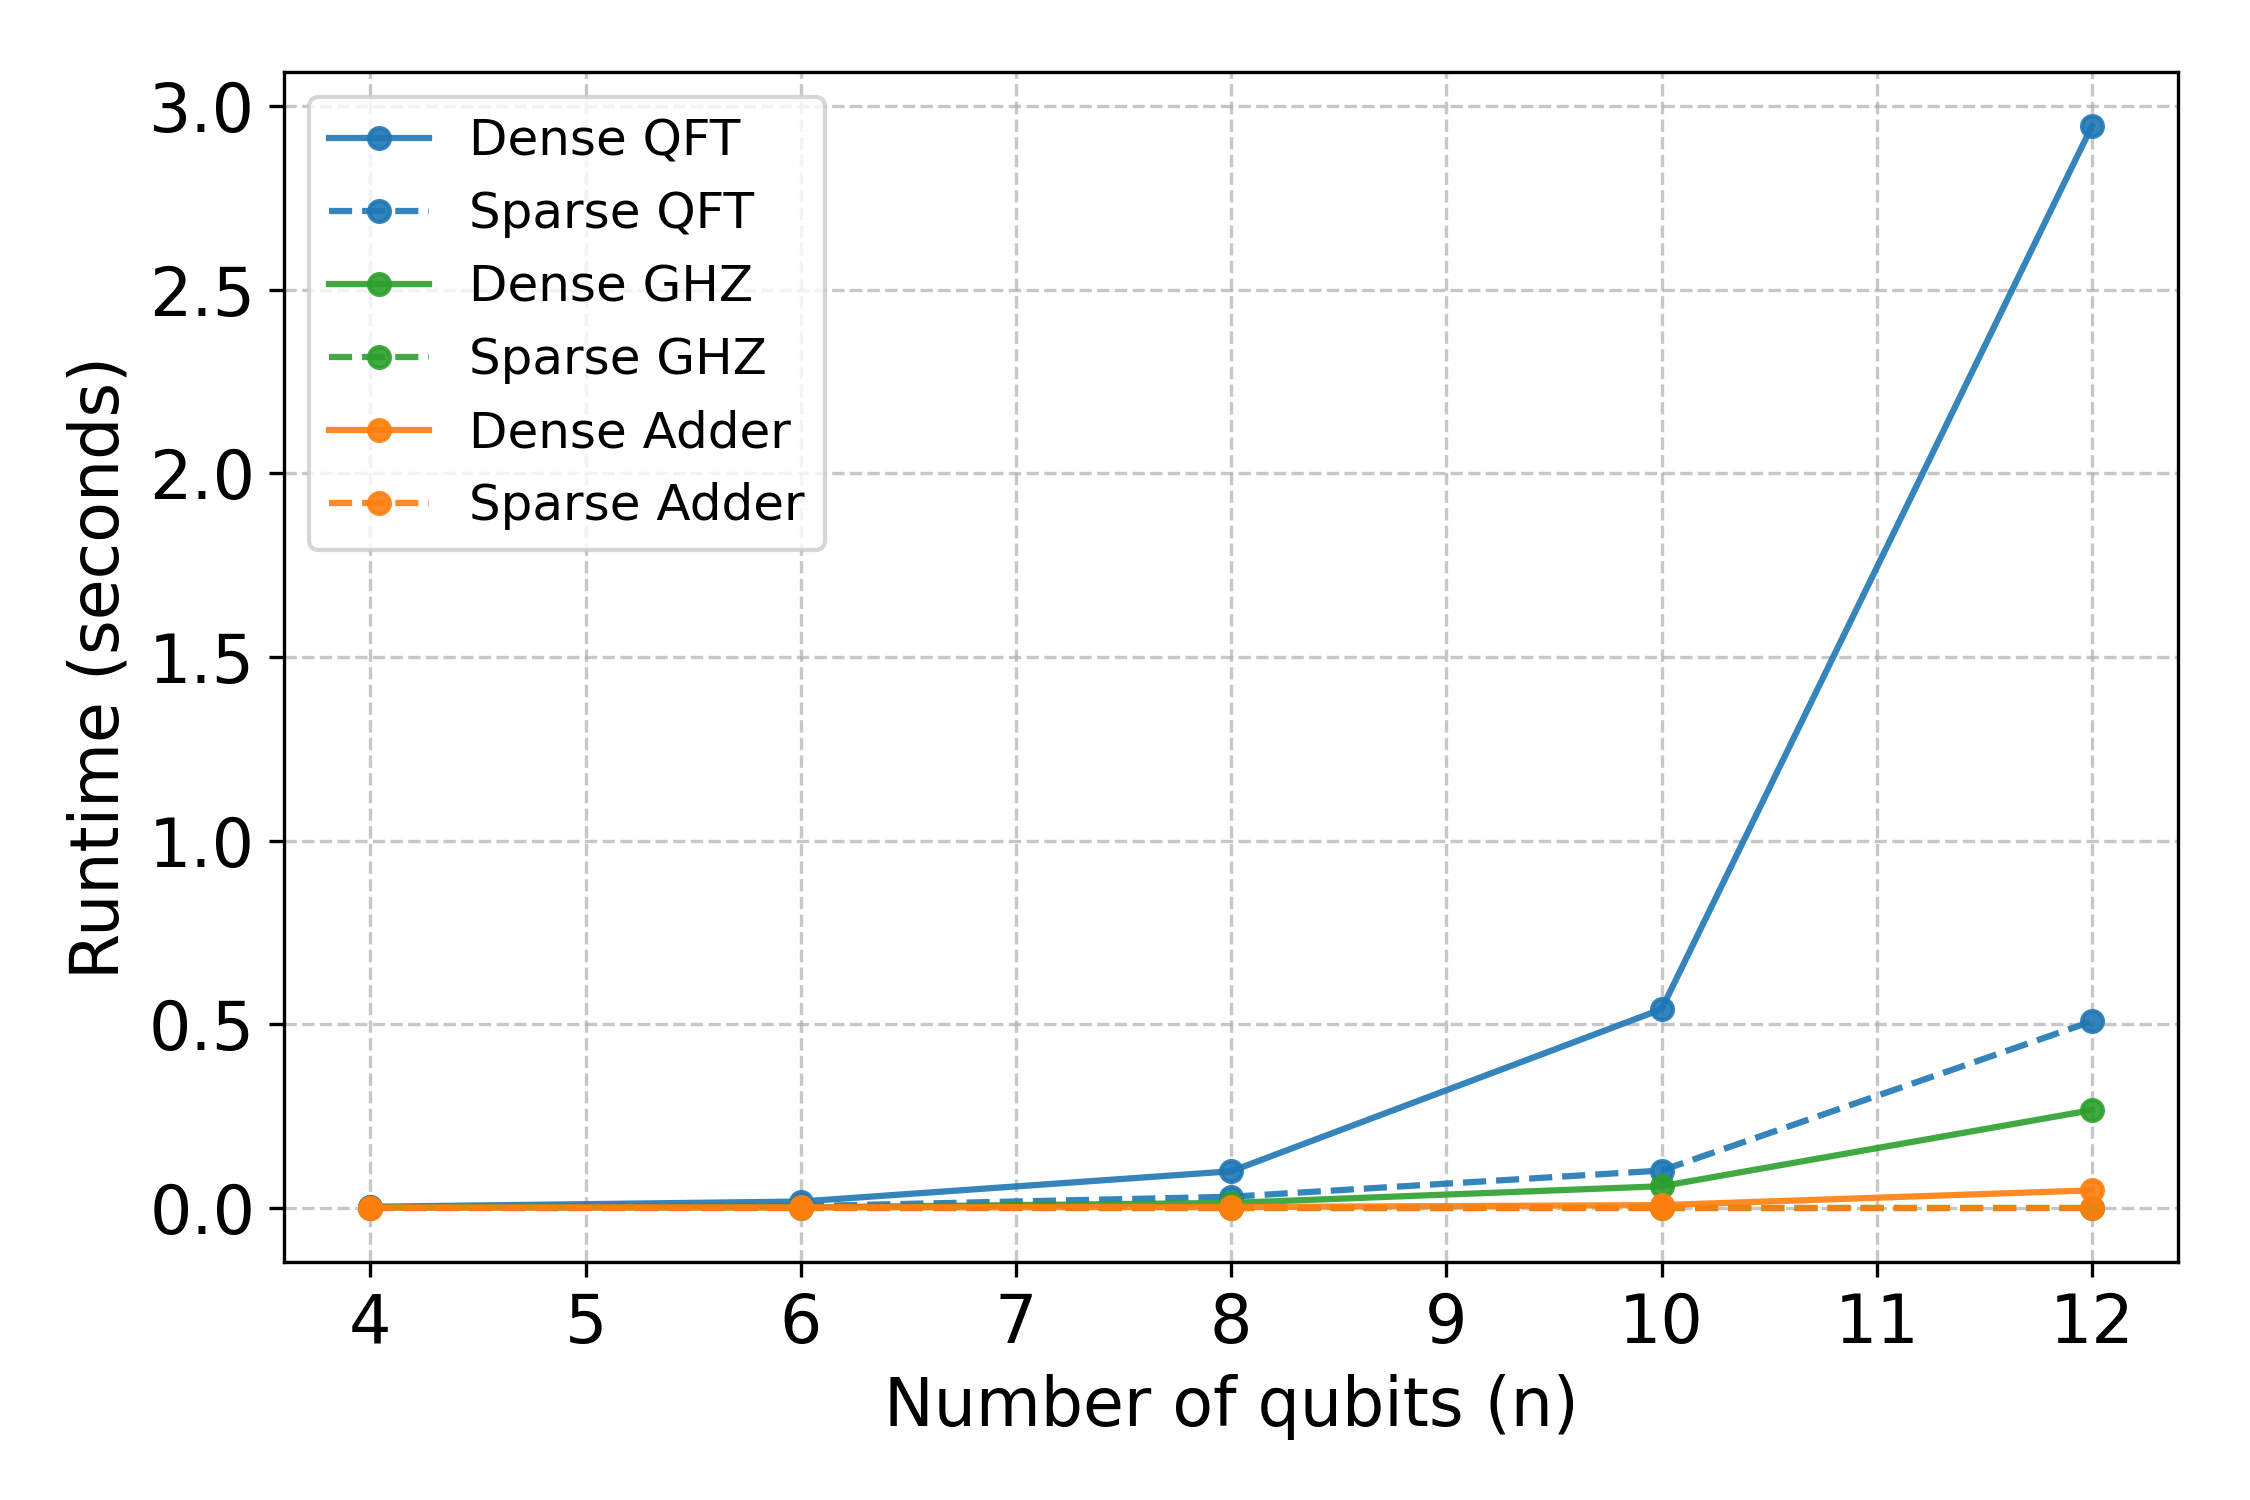 3.0
2.5
2.0
1.5
1.0
0.5
0.0
Runtime (seconds)
Dense QFT
Sparse QFT
Dense GHZ
Sparse GHZ
Dense Adder
Sparse Adder
4 5 6 7 8 9 10 11 12
Number of qubits (n)